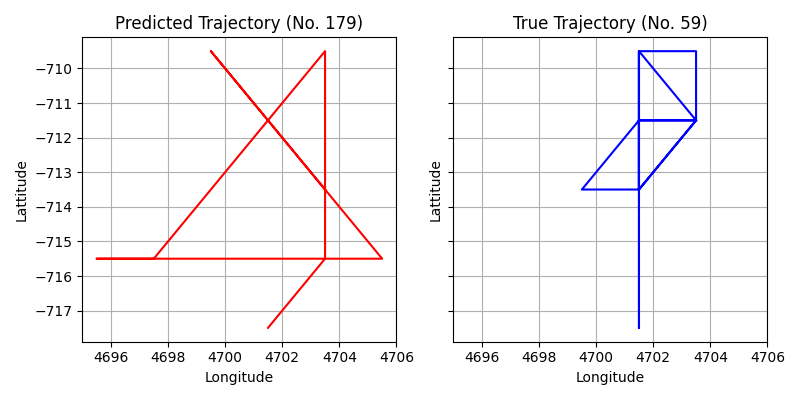 Predicted Trajectory (No. 179)
True Trajectory (No. 59)
−710
−711
−712
−713
−714
−715
−716
−717
Lattitude
Lattitude
4696 4698 4700 4702 4704 4706
4696 4698 4700 4702 4704 4706
Longitude
Longitude